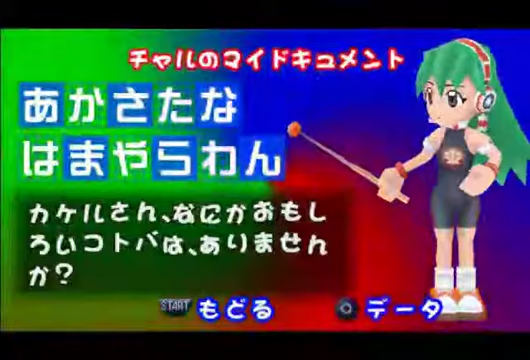 チャルのマイドキュメント
あかさたな
はまやらわん
カケルさん、なにかおもし
ろいコトバは、ありません
か?
START もどる データ